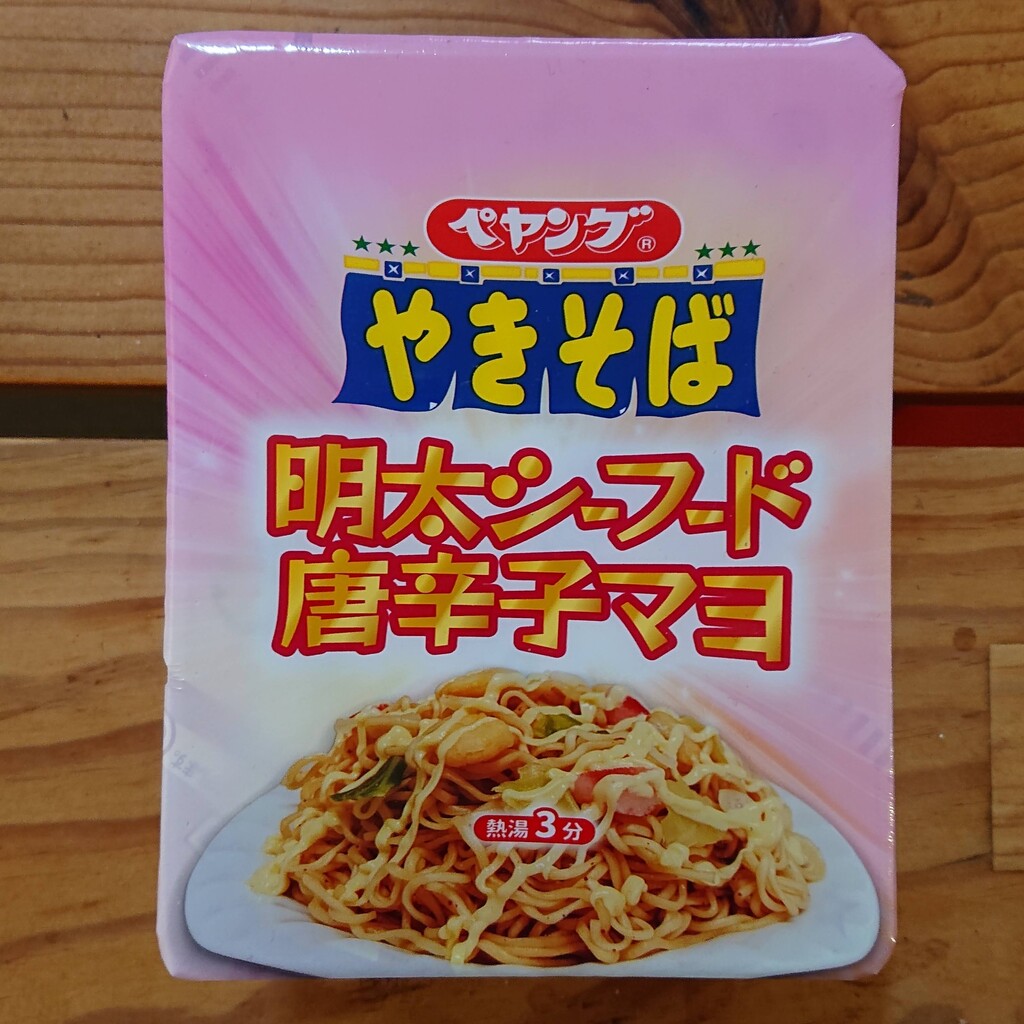 ペヤング®
やきそば
明太シーフード
唐辛子マヨ
熱湯3分